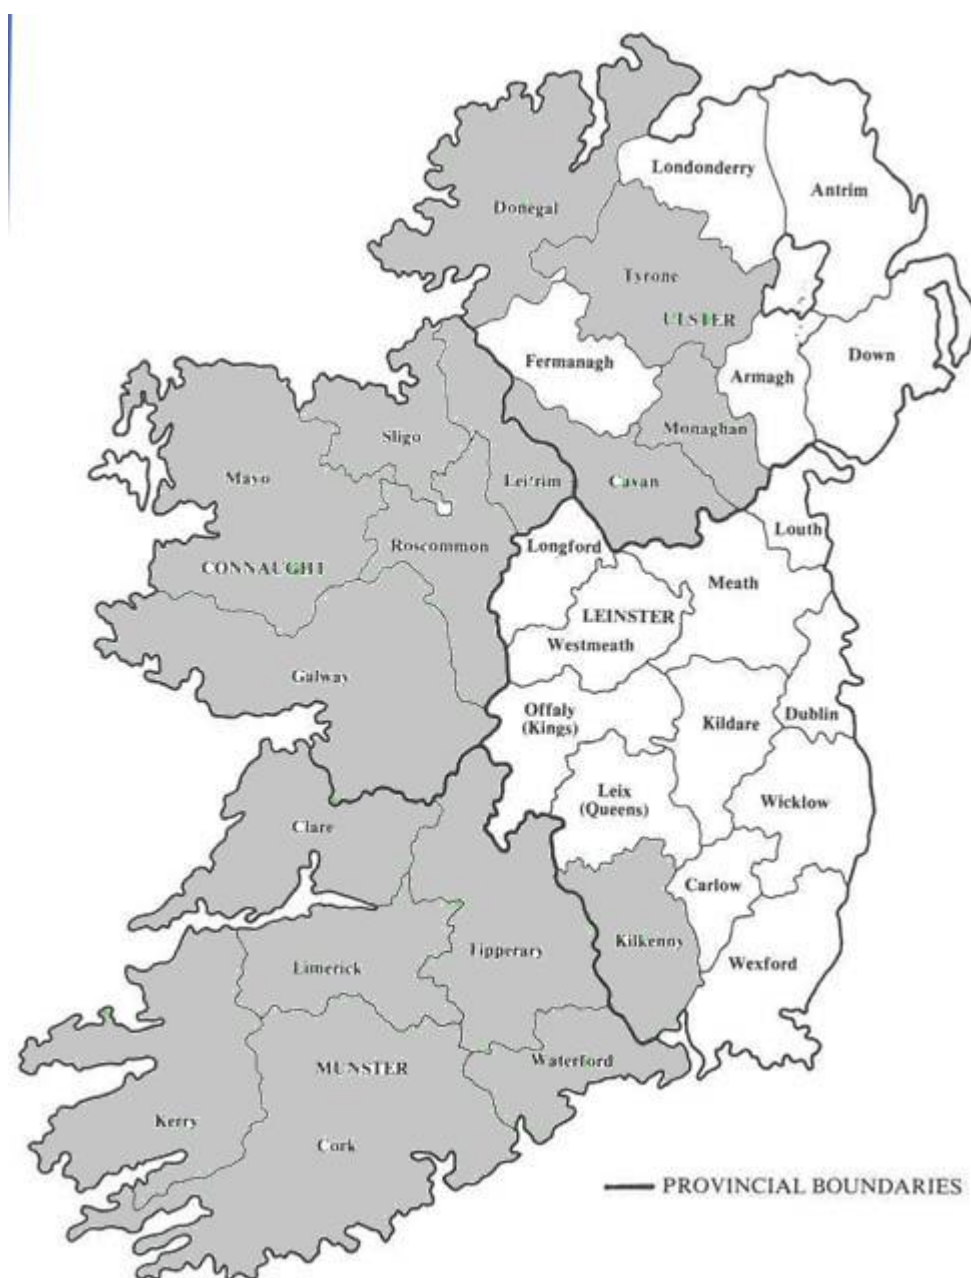 Londonderry
Antrim
Donegal
Tyrone
ULSTER
Fermanagh
Armagh
Down
Monaghan
Sligo
Mayo
Leitrim
Cavan
Louth
Longford
Roscommon
CONNAUGHT
Meath
LEINSTER
Westmeath
Galway
Offaly
(Kings)
Kildare
Dublin
Leix
(Queens)
Wicklow
Clare
Carlow
Kilkenny
Tipperary
Limerick
Wexford
Waterford
MUNSTER
Kerry
Cork
PROVINCIAL BOUNDARIES